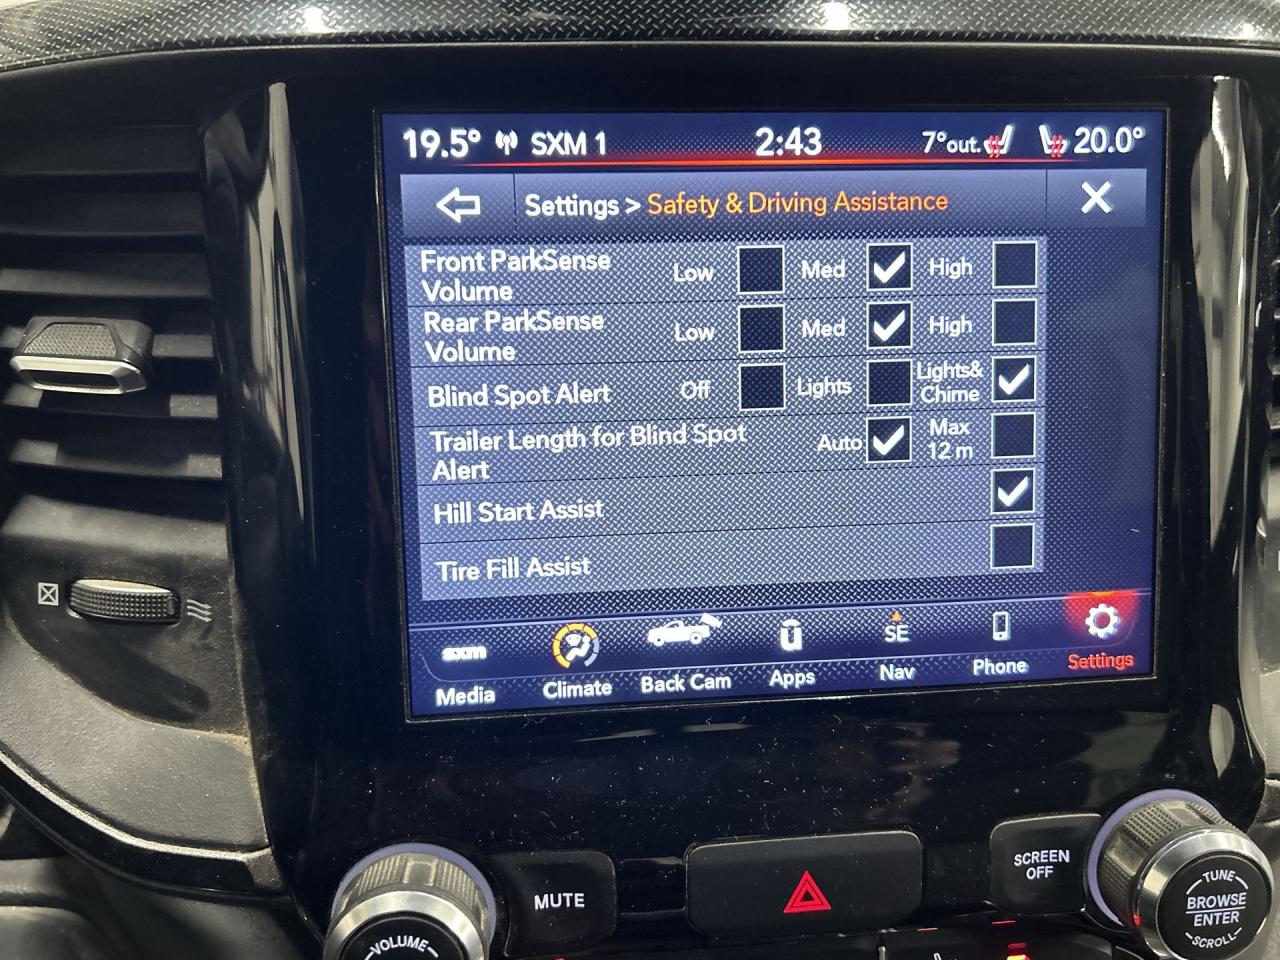 19.5° SXM 1 2:43 7°out. 20.0°
Settings > Safety & Driving Assistance
Front ParkSense
Volume
Low Med High
Rear ParkSense
Volume
Low Med High
Blind Spot Alert
Off Lights Lights&
Chime
Trailer Length for Blind Spot
Alert
Auto Max
12 m
Hill Start Assist
Tire Fill Assist
sxm
SE
Media Climate Back Cam Apps Nav Phone Settings
MUTE
SCREEN
OFF
VOLUME
TUNE
BROWSE
ENTER
SCROLL